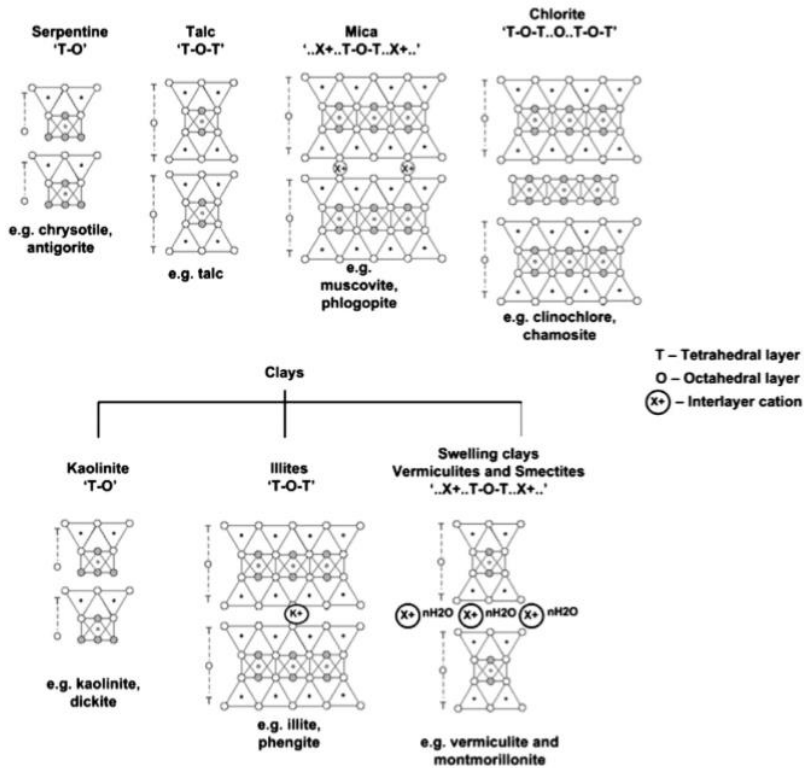 Serpentine
'T-O'
Talc
'T-O-T'
Mica
'..X+..T-O-T..X+..'
Chlorite
'T-O-T..O..T-O-T'
T
O
T
O
T
O
T
T
O
T
T
O
T
T
O
T
X+
X+
T
O
T
T
O
T
e.g. chrysotile,
antigorite
e.g. talc
e.g.
muscovite,
phlogopite
e.g. clinochlore,
chamosite
T – Tetrahedral layer
O – Octahedral layer
X+ – Interlayer cation
Clays
Kaolinite
'T-O'
Illites
'T-O-T'
Swelling clays
Vermiculites and Smectites
'..X+..T-O-T..X+..'
T
O
T
O
T
O
T
K+
T
O
T
T
O
T
X+ nH2O X+ nH2O X+ nH2O
T
O
T
e.g. kaolinite,
dickite
e.g. illite,
phengite
e.g. vermiculite and
montmorillonite